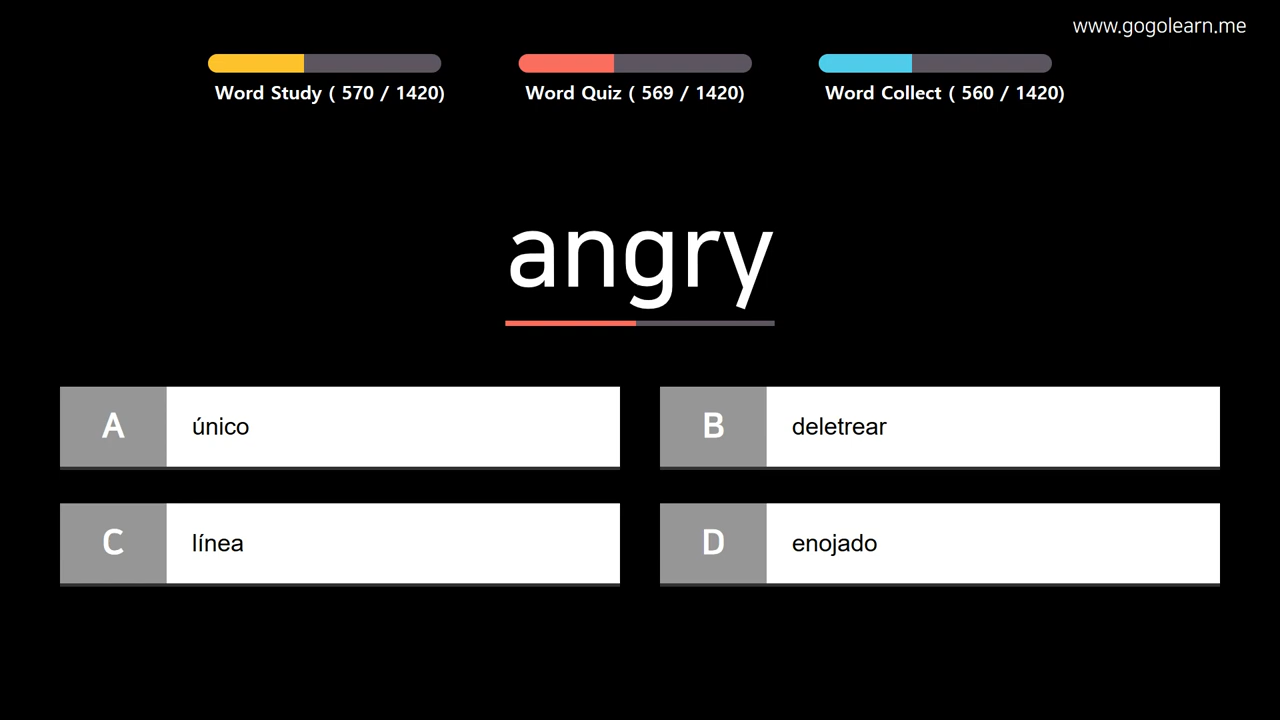 www.gogolearn.me
Word Study ( 570 / 1420)
Word Quiz ( 569 / 1420)
Word Collect ( 560 / 1420)
angry
A único
B deletrear
C línea
D enojado